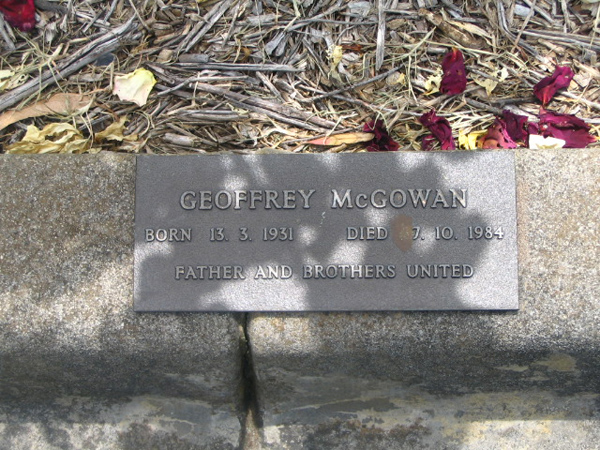 GEOFFREY McGOWAN
BORN 13. 3. 1931 DIED 10. 1984
FATHER AND BROTHERS UNITED